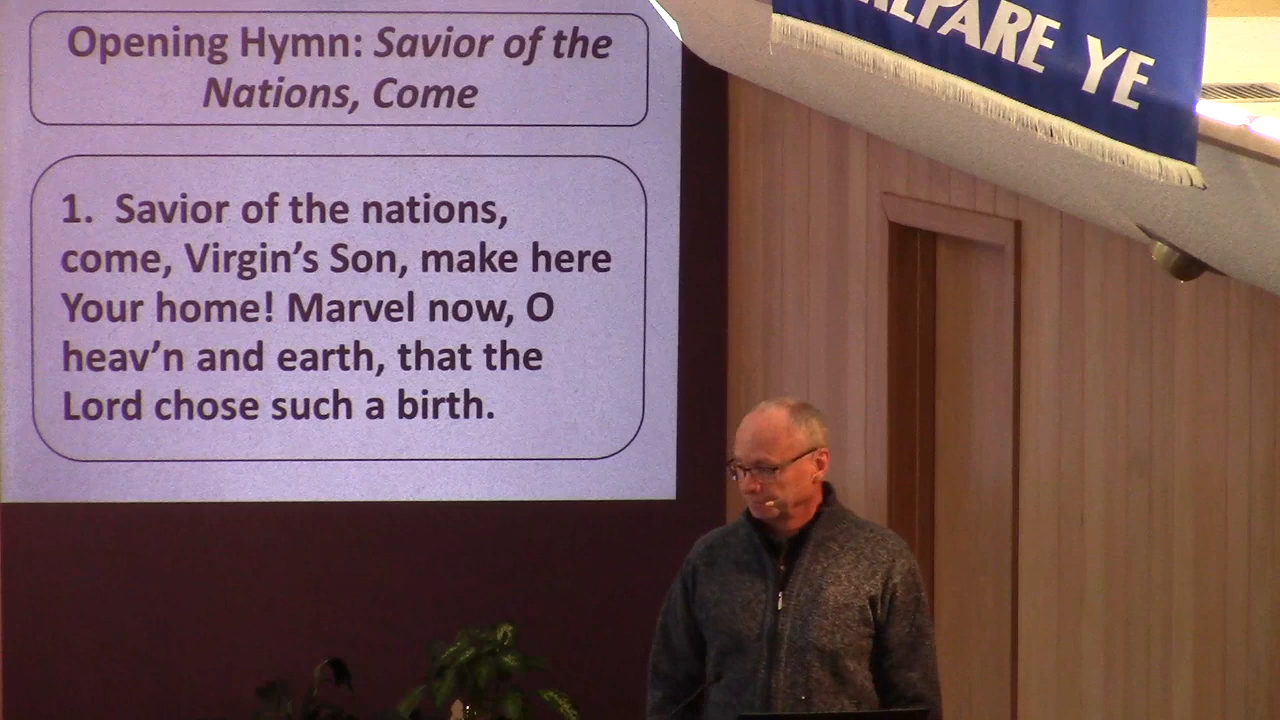 Opening Hymn: Savior of the
Nations, Come
1. Savior of the nations,
come, Virgin’s Son, make here
Your home! Marvel now, O
heav’n and earth, that the
Lord chose such a birth.
PREPARE YE